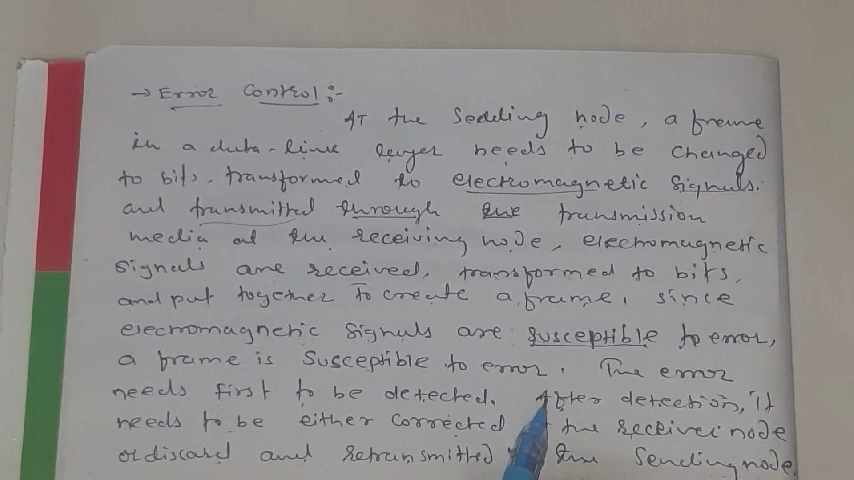 → Error Control :-
At the Sedding node, a frame
in a data-link layer needs to be changed
to bits, transformed to electromagnetic signals.
and transmitted through the transmission
media at the receiving node, electromagnetic
signals are received, transformed to bits,
and put together to create a frame. since
electromagnetic signals are susceptible to error,
a frame is susceptible to error. The error
needs first to be detected. After detection, it
needs to be either corrected the receiver node
or discard and retransmitted the Sending node.